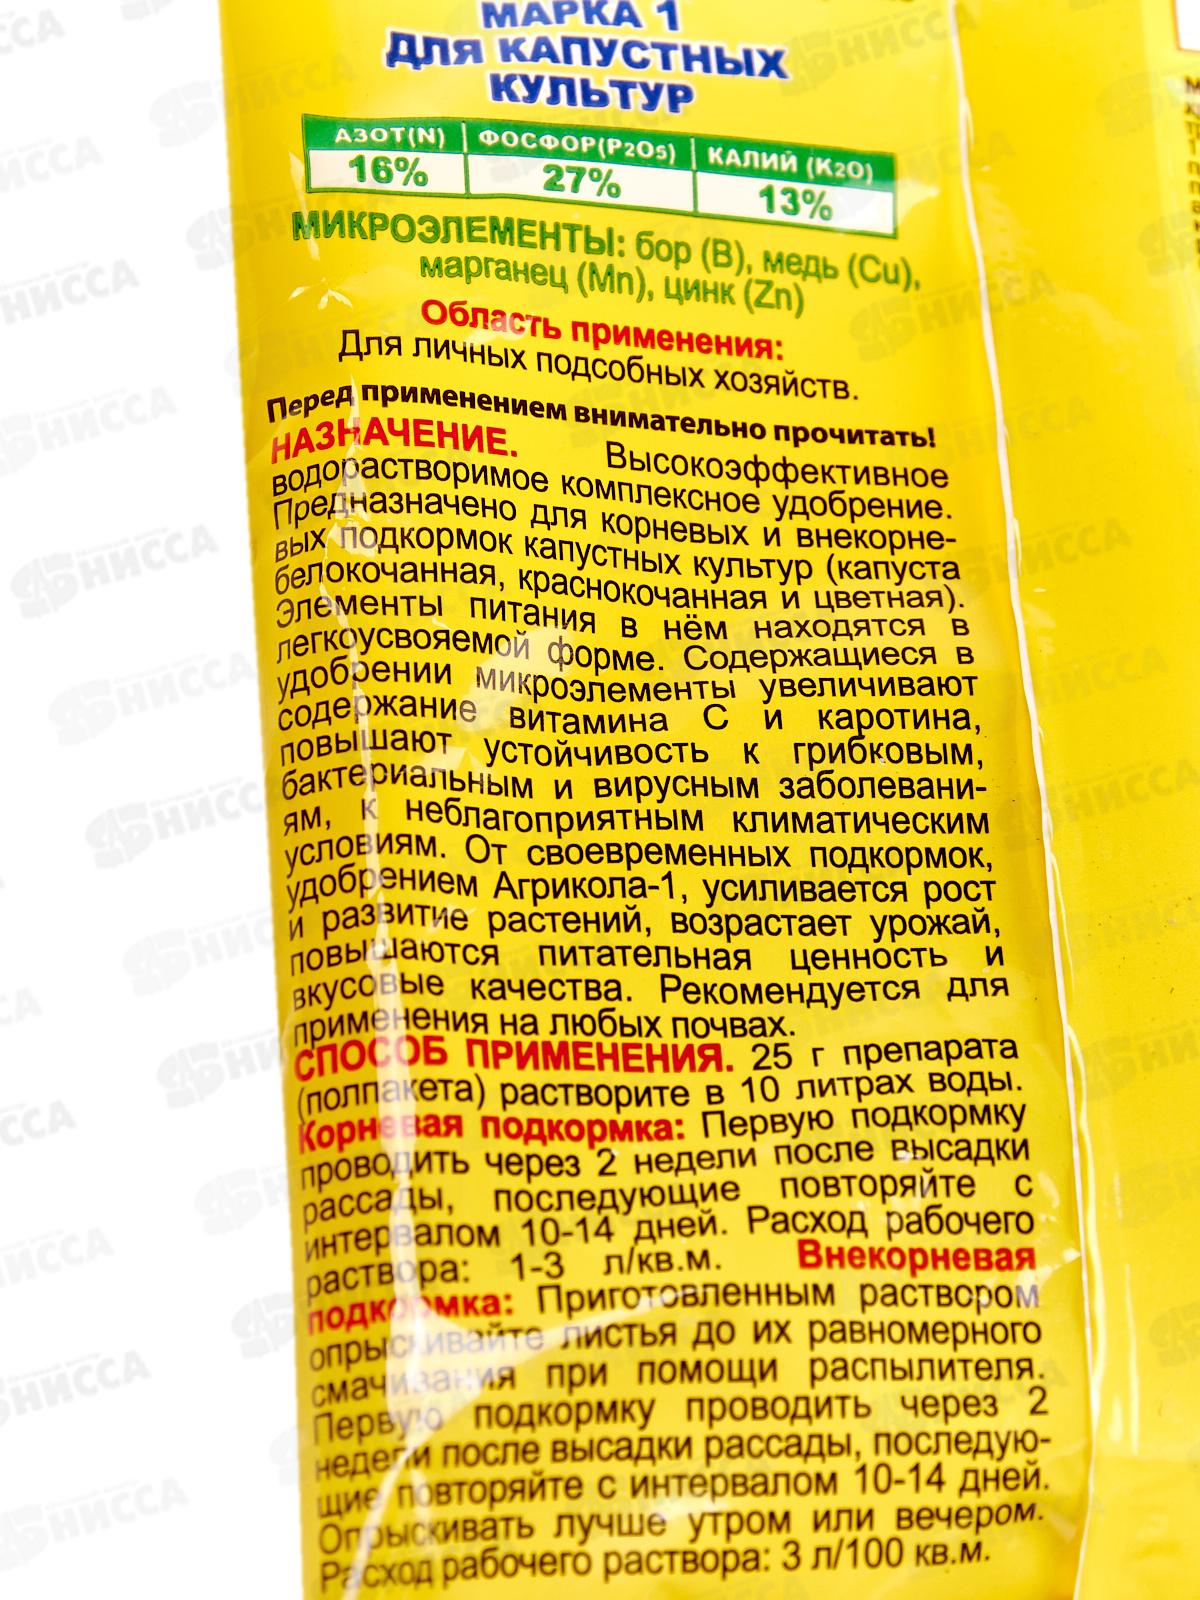 МАРКА 1
ДЛЯ КАПУСТНЫХ
КУЛЬТУР
АЗОТ(N) ФОСФОР(P2O5) КАЛИЙ (K2O)
16% 27% 13%
МИКРОЭЛЕМЕНТЫ: бор (B), медь (Cu),
марганец (Mn), цинк (Zn)
Область применения:
Для личных подсобных хозяйств.
Перед применением внимательно прочитать!
НАЗНАЧЕНИЕ. Высокоэффективное
водорастворимое комплексное удобрение.
Предназначено для корневых и внекорне-
вых подкормок капустных культур (капуста
белокочанная, краснокочанная и цветная).
Элементы питания в нём находятся в
легкоусвояемой форме. Содержащиеся в
удобрении микроэлементы увеличивают
содержание витамина С и каротина,
повышают устойчивость к грибковым,
бактериальным и вирусным заболевани-
ям, к неблагоприятным климатическим
условиям. От своевременных подкормок,
удобрением Агрикола-1, усиливается рост
и развитие растений, возрастает урожай,
повышаются питательная ценность и
вкусовые качества. Рекомендуется для
применения на любых почвах.
СПОСОБ ПРИМЕНЕНИЯ. 25 г препарата
(полпакета) растворите в 10 литрах воды.
Корневая подкормка: Первую подкормку
проводить через 2 недели после высадки
рассады, последующие повторяйте с
интервалом 10-14 дней. Расход рабочего
раствора: 1-3 л/кв.м. Внекорневая
подкормка: Приготовленным раствором
опрыскивайте листья до их равномерного
смачивания при помощи распылителя.
Первую подкормку проводить через 2
недели после высадки рассады, последую-
щие повторяйте с интервалом 10-14 дней.
Опрыскивать лучше утром или вечером.
Расход рабочего раствора: 3 л/100 кв.м.